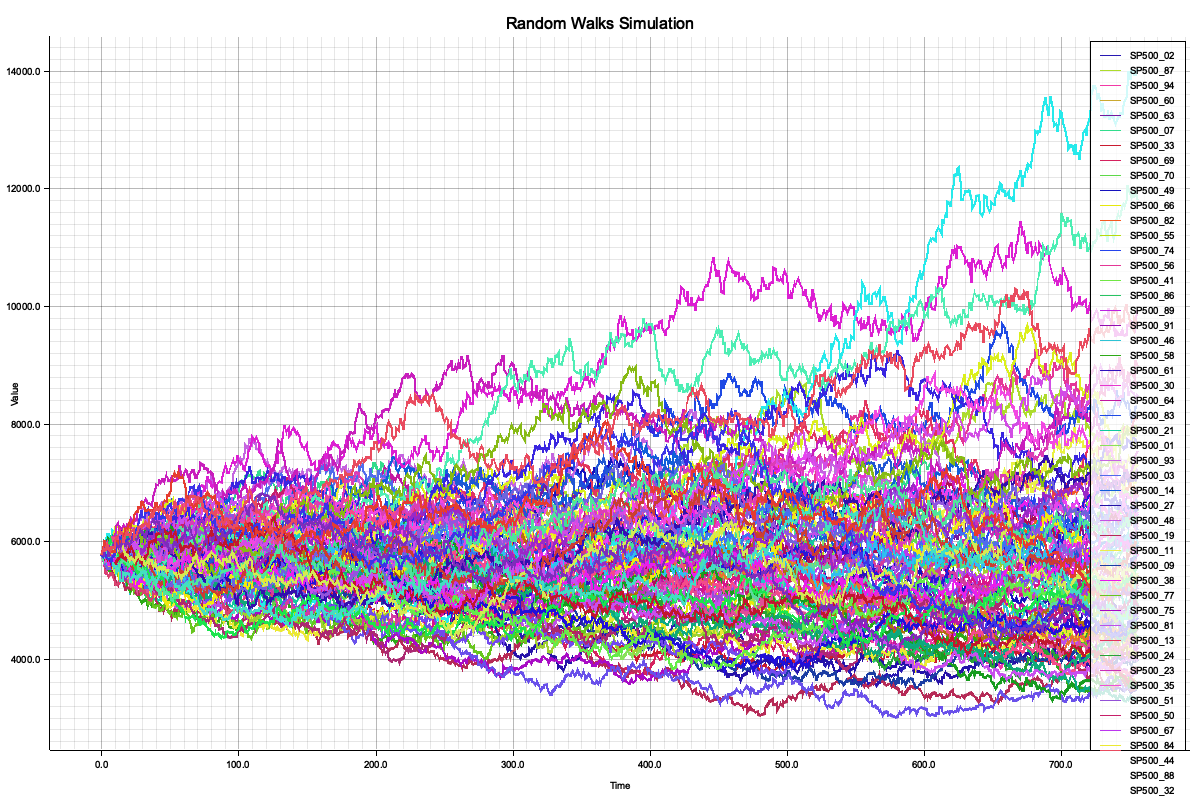 Random Walks Simulation
14000.0
12000.0
10000.0
8000.0
6000.0
4000.0
Value
0.0
100.0
200.0
300.0
400.0
500.0
600.0
700.0
Time
SP500_02
SP500_87
SP500_94
SP500_60
SP500_63
SP500_07
SP500_33
SP500_69
SP500_70
SP500_49
SP500_66
SP500_82
SP500_55
SP500_74
SP500_56
SP500_41
SP500_86
SP500_89
SP500_91
SP500_46
SP500_58
SP500_61
SP500_30
SP500_64
SP500_83
SP500_21
SP500_01
SP500_93
SP500_03
SP500_14
SP500_27
SP500_48
SP500_19
SP500_11
SP500_09
SP500_38
SP500_77
SP500_75
SP500_81
SP500_13
SP500_24
SP500_23
SP500_35
SP500_51
SP500_50
SP500_67
SP500_84
SP500_44
SP500_88
SP500_32